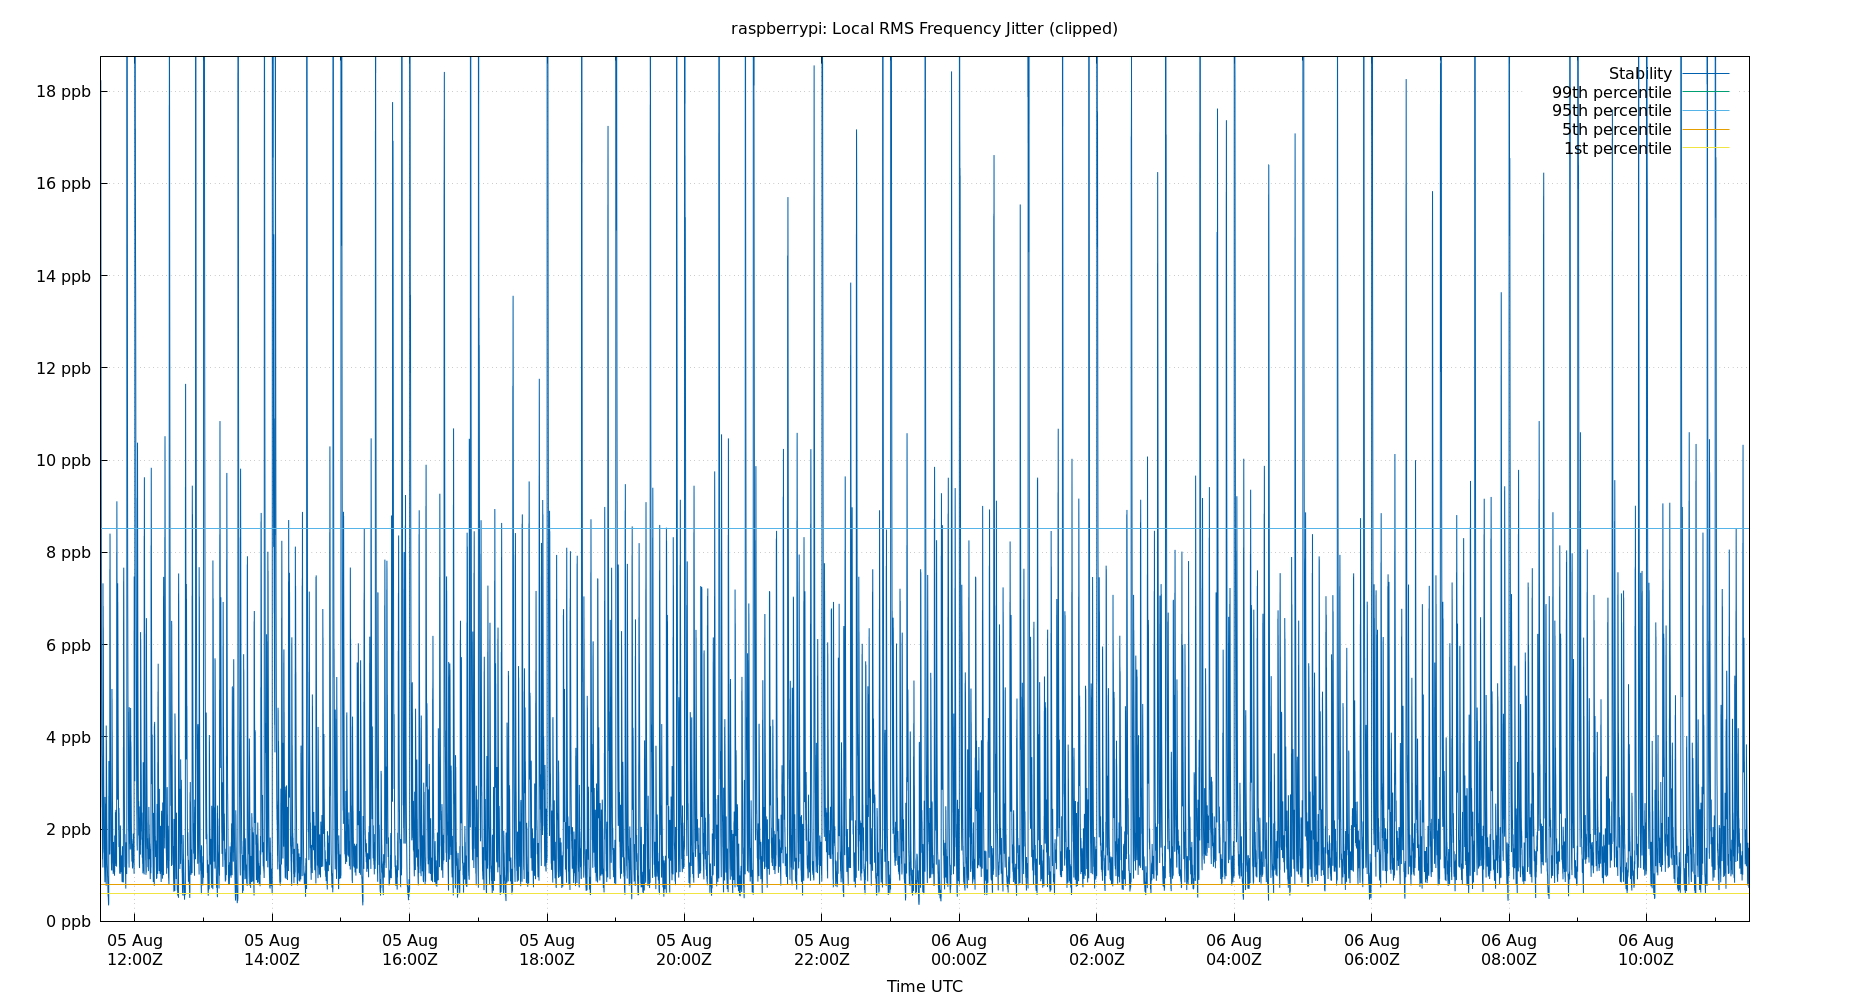 raspberrypi: Local RMS Frequency Jitter (clipped)
Stability
99th percentile
95th percentile
5th percentile
1st percentile
18 ppb
16 ppb
14 ppb
12 ppb
10 ppb
8 ppb
6 ppb
4 ppb
2 ppb
0 ppb
05 Aug 05 Aug 05 Aug 05 Aug 05 Aug 05 Aug 06 Aug 06 Aug 06 Aug 06 Aug 06 Aug 06 Aug
12:00Z 14:00Z 16:00Z 18:00Z 20:00Z 22:00Z 00:00Z 02:00Z 04:00Z 06:00Z 08:00Z 10:00Z
Time UTC